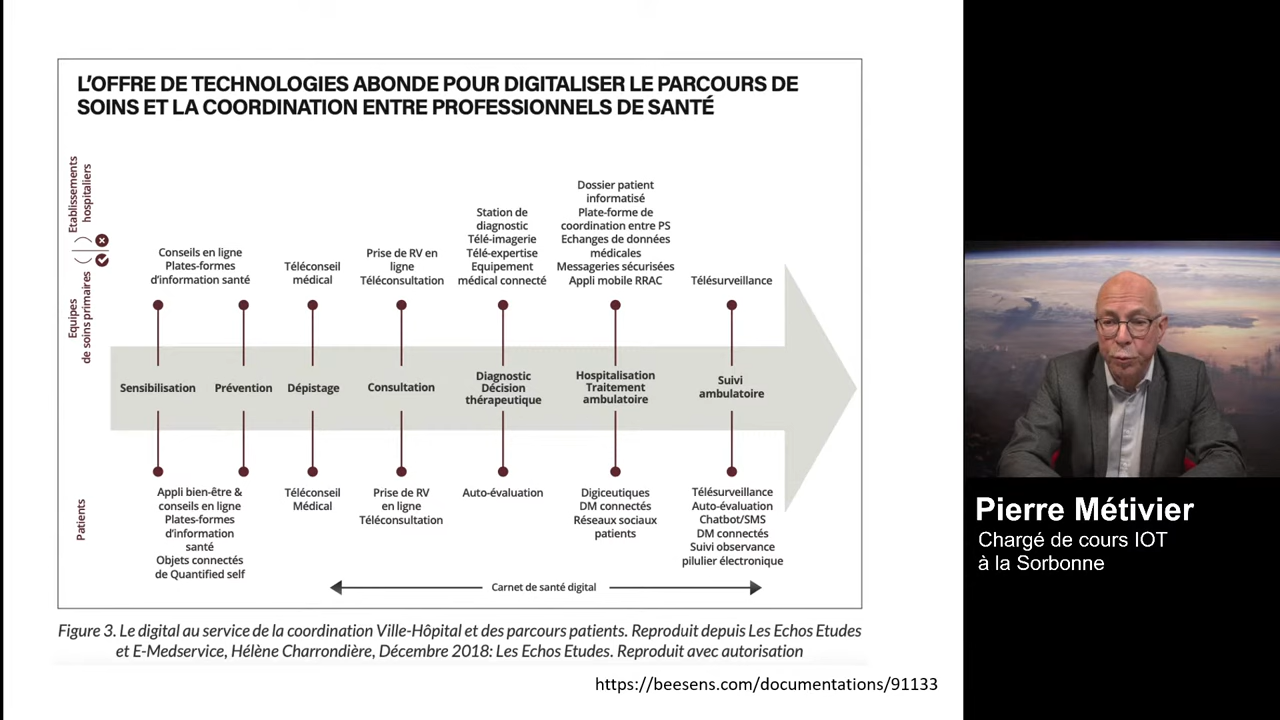 L'OFFRE DE TECHNOLOGIES ABONDE POUR DIGITALISER LE PARCOURS DE
SOINS ET LA COORDINATION ENTRE PROFESSIONNELS DE SANTÉ
Etablissements
hospitaliers
Equipes
de soins primaires
Conseils en ligne
Plates-formes
d'information santé
Téléconseil
médical
Prise de RV en
ligne
Téléconsultation
Station de
diagnostic
Télé-imagerie
Télé-expertise
Equipement
médical connecté
Dossier patient
informatisé
Plate-forme de
coordination entre PS
Echanges de données
médicales
Messageries sécurisées
Appli mobile RRAC
Télésurveillance
Sensibilisation
Prévention
Dépistage
Consultation
Diagnostic
Décision
thérapeutique
Hospitalisation
Traitement
ambulatoire
Suivi
ambulatoire
Patients
Appli bien-être &
conseils en ligne
Plates-formes
d'information
santé
Objets connectés
de Quantified self
Téléconseil
Médical
Prise de RV
en ligne
Téléconsultation
Auto-évaluation
Digiceutiques
DM connectés
Réseaux sociaux
patients
Télésurveillance
Auto-évaluation
Chatbot/SMS
DM connectés
Suivi observance
pilulier électronique
Carnet de santé digital
Figure 3. Le digital au service de la coordination Ville-Hôpital et des parcours patients. Reproduit depuis Les Echos Etudes
et E-Medservice, Hélène Charrondière, Décembre 2018: Les Echos Etudes. Reproduit avec autorisation
https://beesens.com/documentations/91133
Pierre Métivier
Chargé de cours IOT
à la Sorbonne